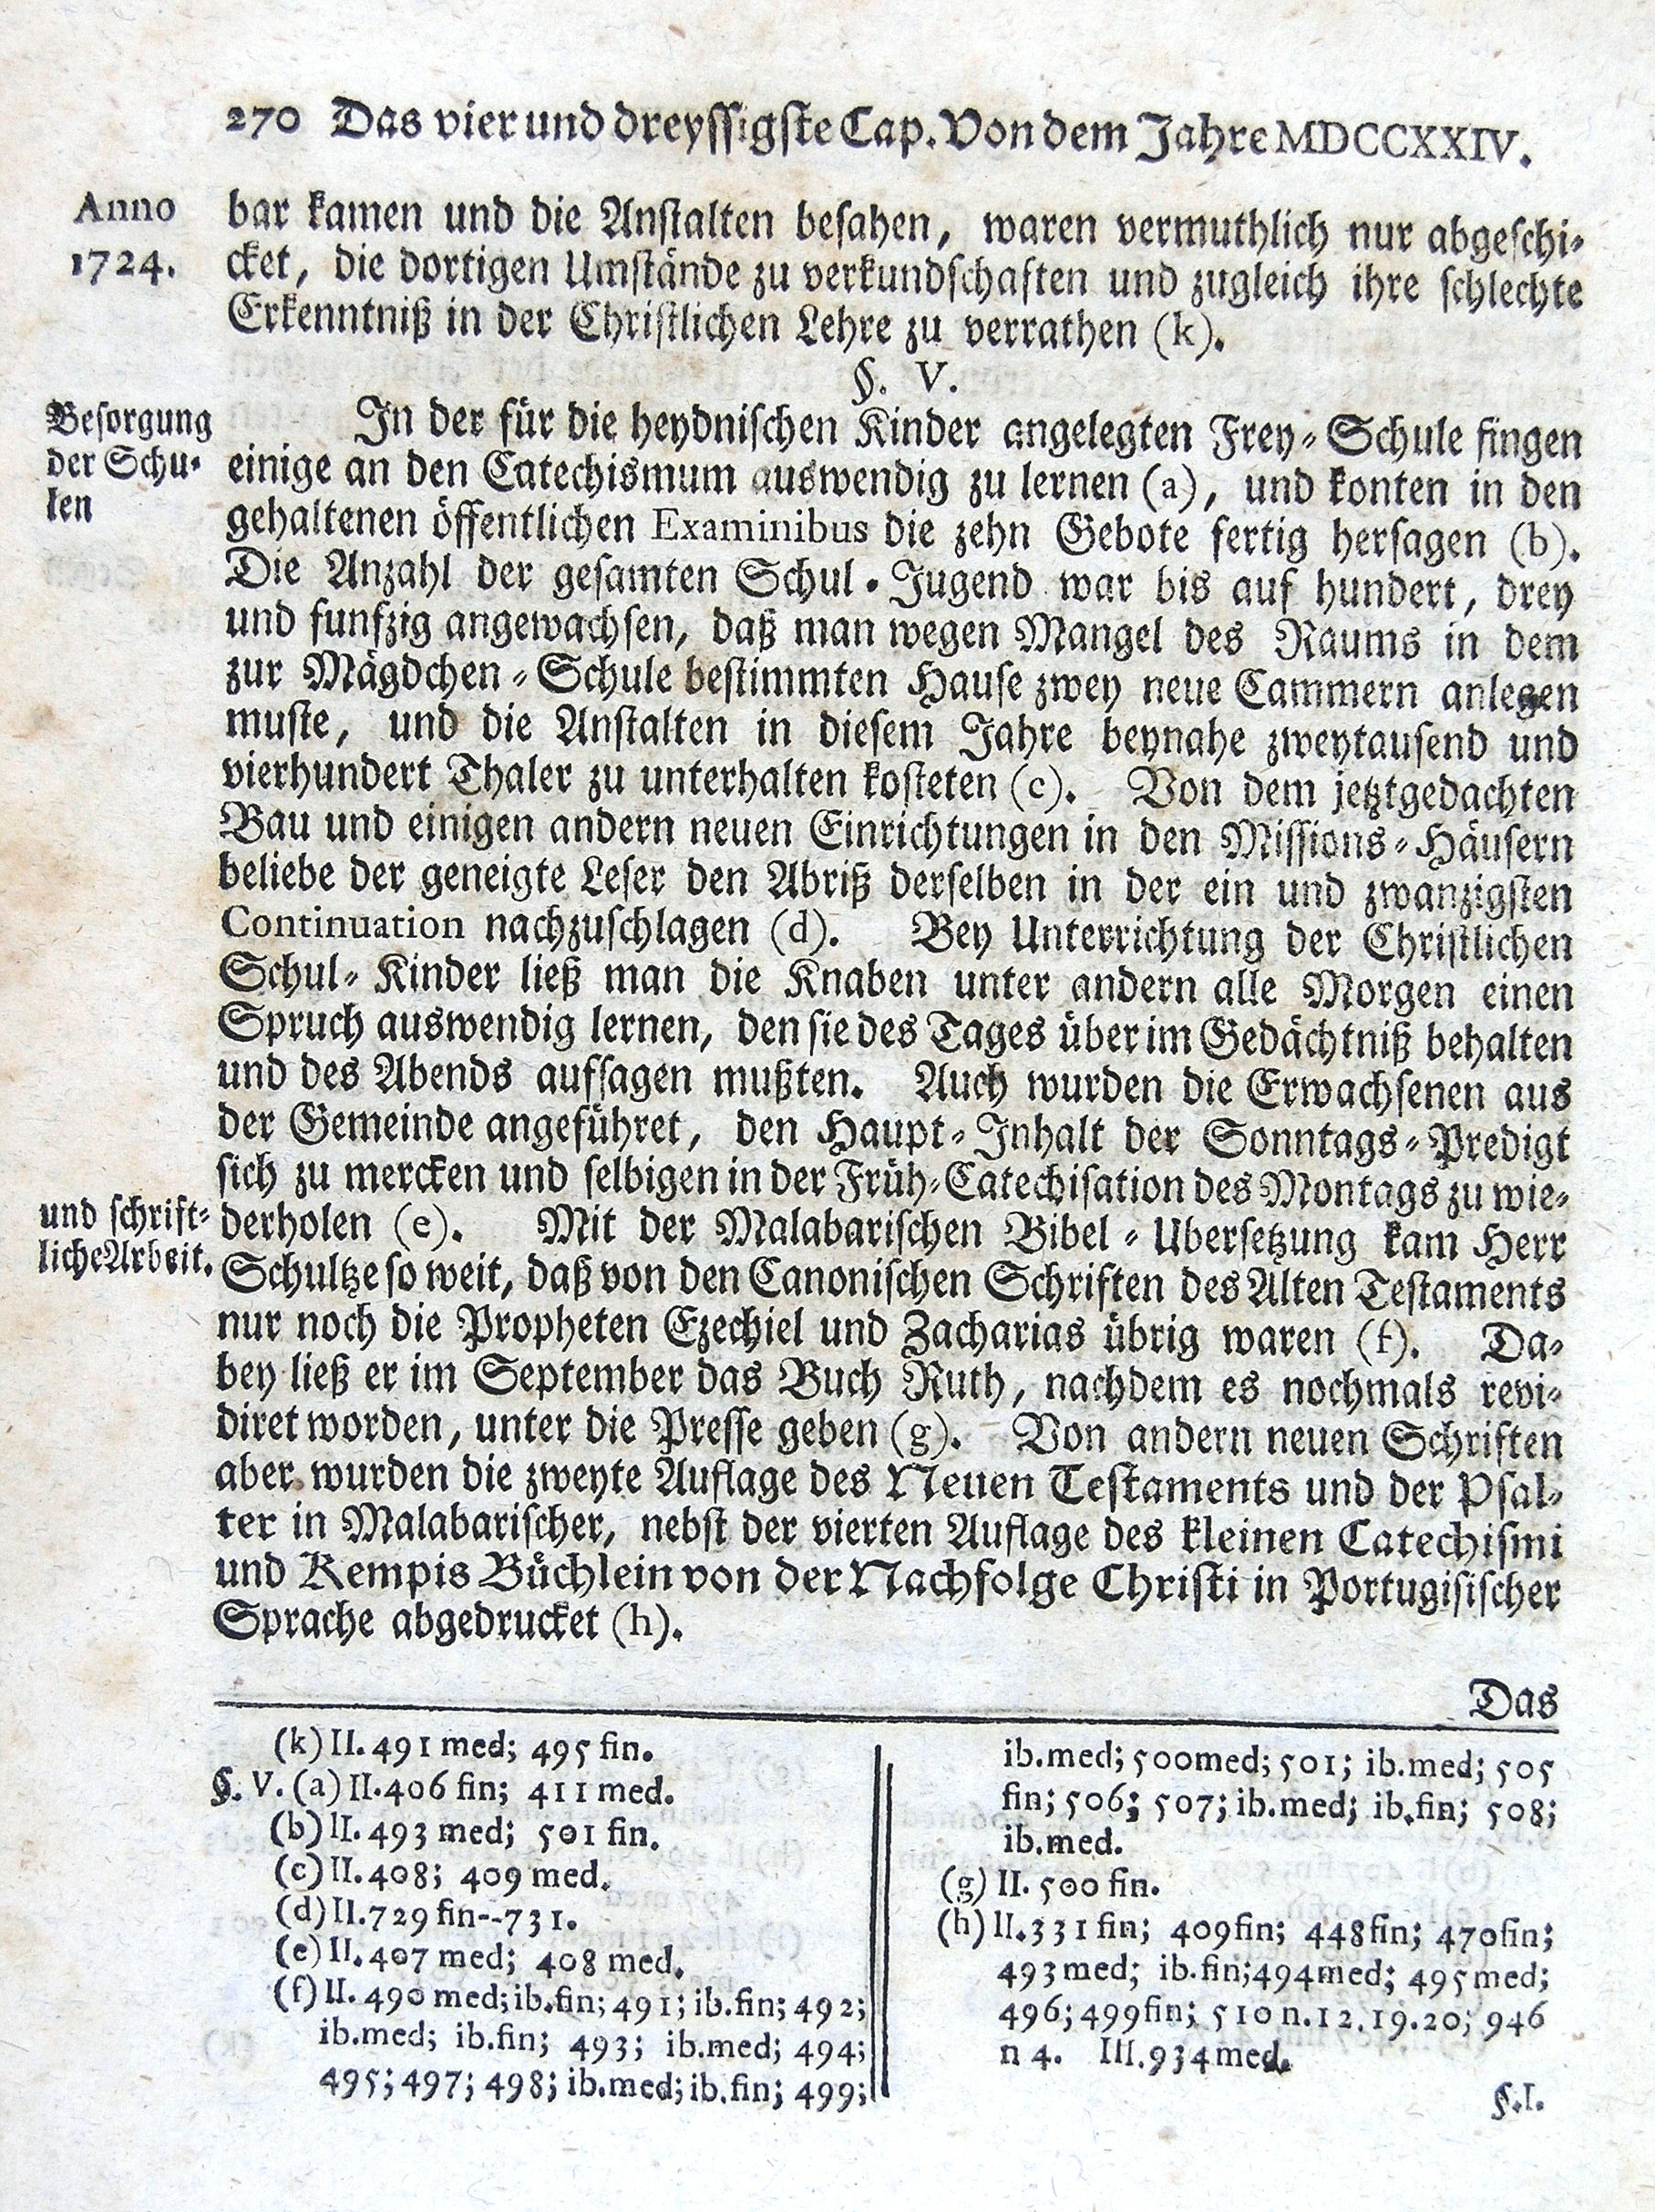 270 Das vier und dreyssigste Cap. Von dem Jahre MDCCXXIV.
Anno
1724.
bar kamen und die Anstalten besahen, waren vermuthlich nur abgeschi-
cket, die dortigen Umstände zu verkundschaften und zugleich ihre schlechte
Erkenntniß in der Christlichen Lehre zu verrathen (k).
§. V.
Besorgung
der Schu-
len
In der für die heydnischen Kinder angelegten Frey-Schule fingen
einige an den Catechismum auswendig zu lernen (a), und konten in den
gehaltenen öffentlichen Examinibus die zehn Gebote fertig hersagen (b).
Die Anzahl der gesamten Schul-Jugend war bis auf hundert, drey
und funfzig angewachsen, daß man wegen Mangel des Raums in dem
zur Mägdchen-Schule bestimmten Hause zwey neue Cammern anlegen
muste, und die Anstalten in diesem Jahre beynahe zweytausend und
vierhundert Thaler zu unterhalten kosteten (c). Von dem jetztgedachten
Bau und einigen andern neuen Einrichtungen in den Missions-Häusern
beliebe der geneigte Leser den Abriß derselben in der ein und zwanzigsten
Continuation nachzuschlagen (d). Bey Unterrichtung der Christlichen
Schul-Kinder ließ man die Knaben unter andern alle Morgen einen
Spruch auswendig lernen, den sie des Tages über im Gedächtniß behalten
und des Abends aufsagen mußten. Auch wurden die Erwachsenen aus
der Gemeinde angeführet, den Haupt-Inhalt der Sonntags-Predigt
sich zu mercken und selbigen in der Früh-Catechisation des Montags zu wie-
derholen (e). Mit der Malabarischen Bibel-Ubersetzung kam Herr
und schrift-
liche Arbeit.
Schultze so weit, daß von den Canonischen Schriften des Alten Testaments
nur noch die Propheten Ezechiel und Zacharias übrig waren (f). Da-
bey ließ er im September das Buch Ruth, nachdem es nochmals revi-
diret worden, unter die Presse geben (g). Von andern neuen Schriften
aber wurden die zweyte Auflage des Neuen Testaments und der Psal-
ter in Malabarischer, nebst der vierten Auflage des kleinen Catechismi
und Kempis Büchlein von der Nachfolge Christi in Portugisischer
Sprache abgedrucket (h).
Das
(k) II. 491 med; 495 fin.
§. V. (a) II. 406 fin; 411 med.
(b) II. 493 med; 501 fin.
(c) II. 408; 409 med.
(d) II. 729 fin--731.
(e) II. 407 med; 408 med.
(f) II. 490 med; ib. fin; 491; ib. fin; 492;
ib. med; ib. fin; 493; ib. med; 494;
495; 497; 498; ib. med; ib. fin; 499;
ib. med; 500 med; 501; ib. med; 505
fin; 506; 507; ib. med; ib. fin; 508;
ib. med.
(g) II. 500 fin.
(h) II. 331 fin; 409 fin; 448 fin; 470 fin;
493 med; ib. fin; 494 med; 495 med;
496; 499 fin; 510 n. 12. 19. 20; 946
n 4. III. 934 med.
§. I.